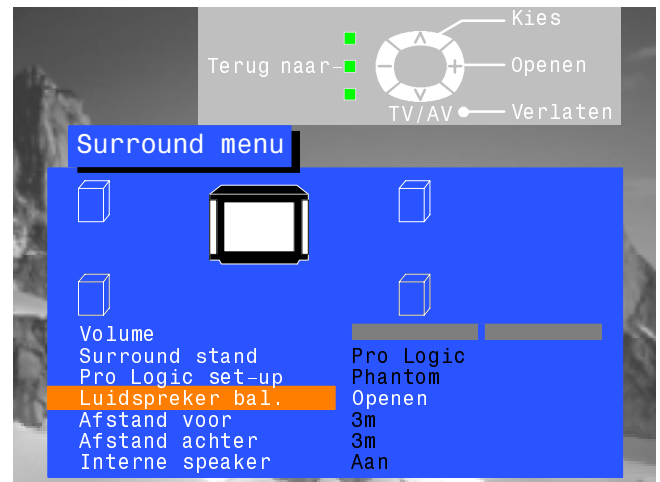 Kies
Terug naar
Openen
TV/AV Verlaten
Surround menu
Volume
Surround stand Pro Logic
Pro Logic set-up Phantom
Luidspreker bal. Openen
Afstand voor 3m
Afstand achter 3m
Interne speaker Aan